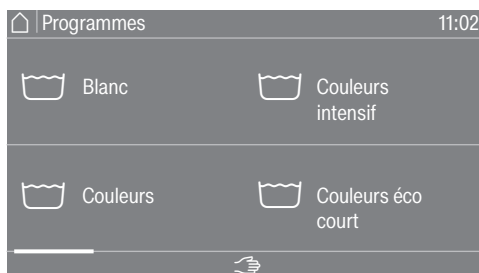 Programmes 11:02
Blanc
Couleurs
intensif
Couleurs
Couleurs éco
court